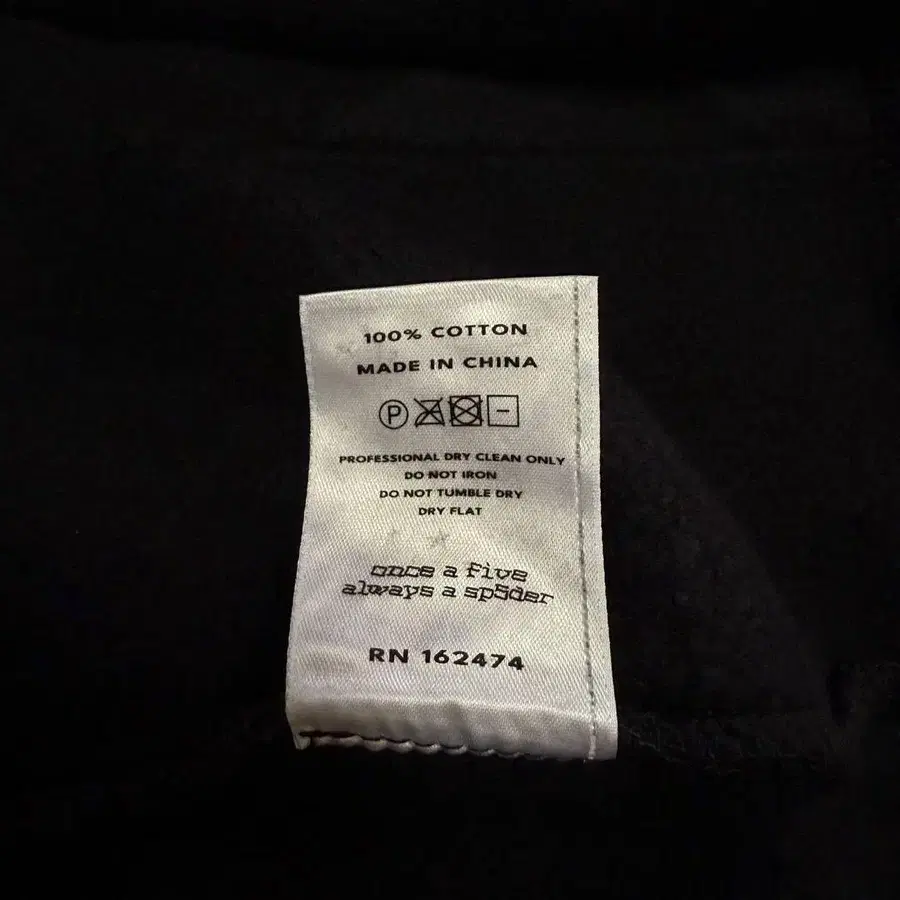 100% COTTON
MADE IN CHINA
P
PROFESSIONAL DRY CLEAN ONLY
DO NOT IRON
DO NOT TUMBLE DRY
DRY FLAT
once a five
always a sp5der
RN 162474